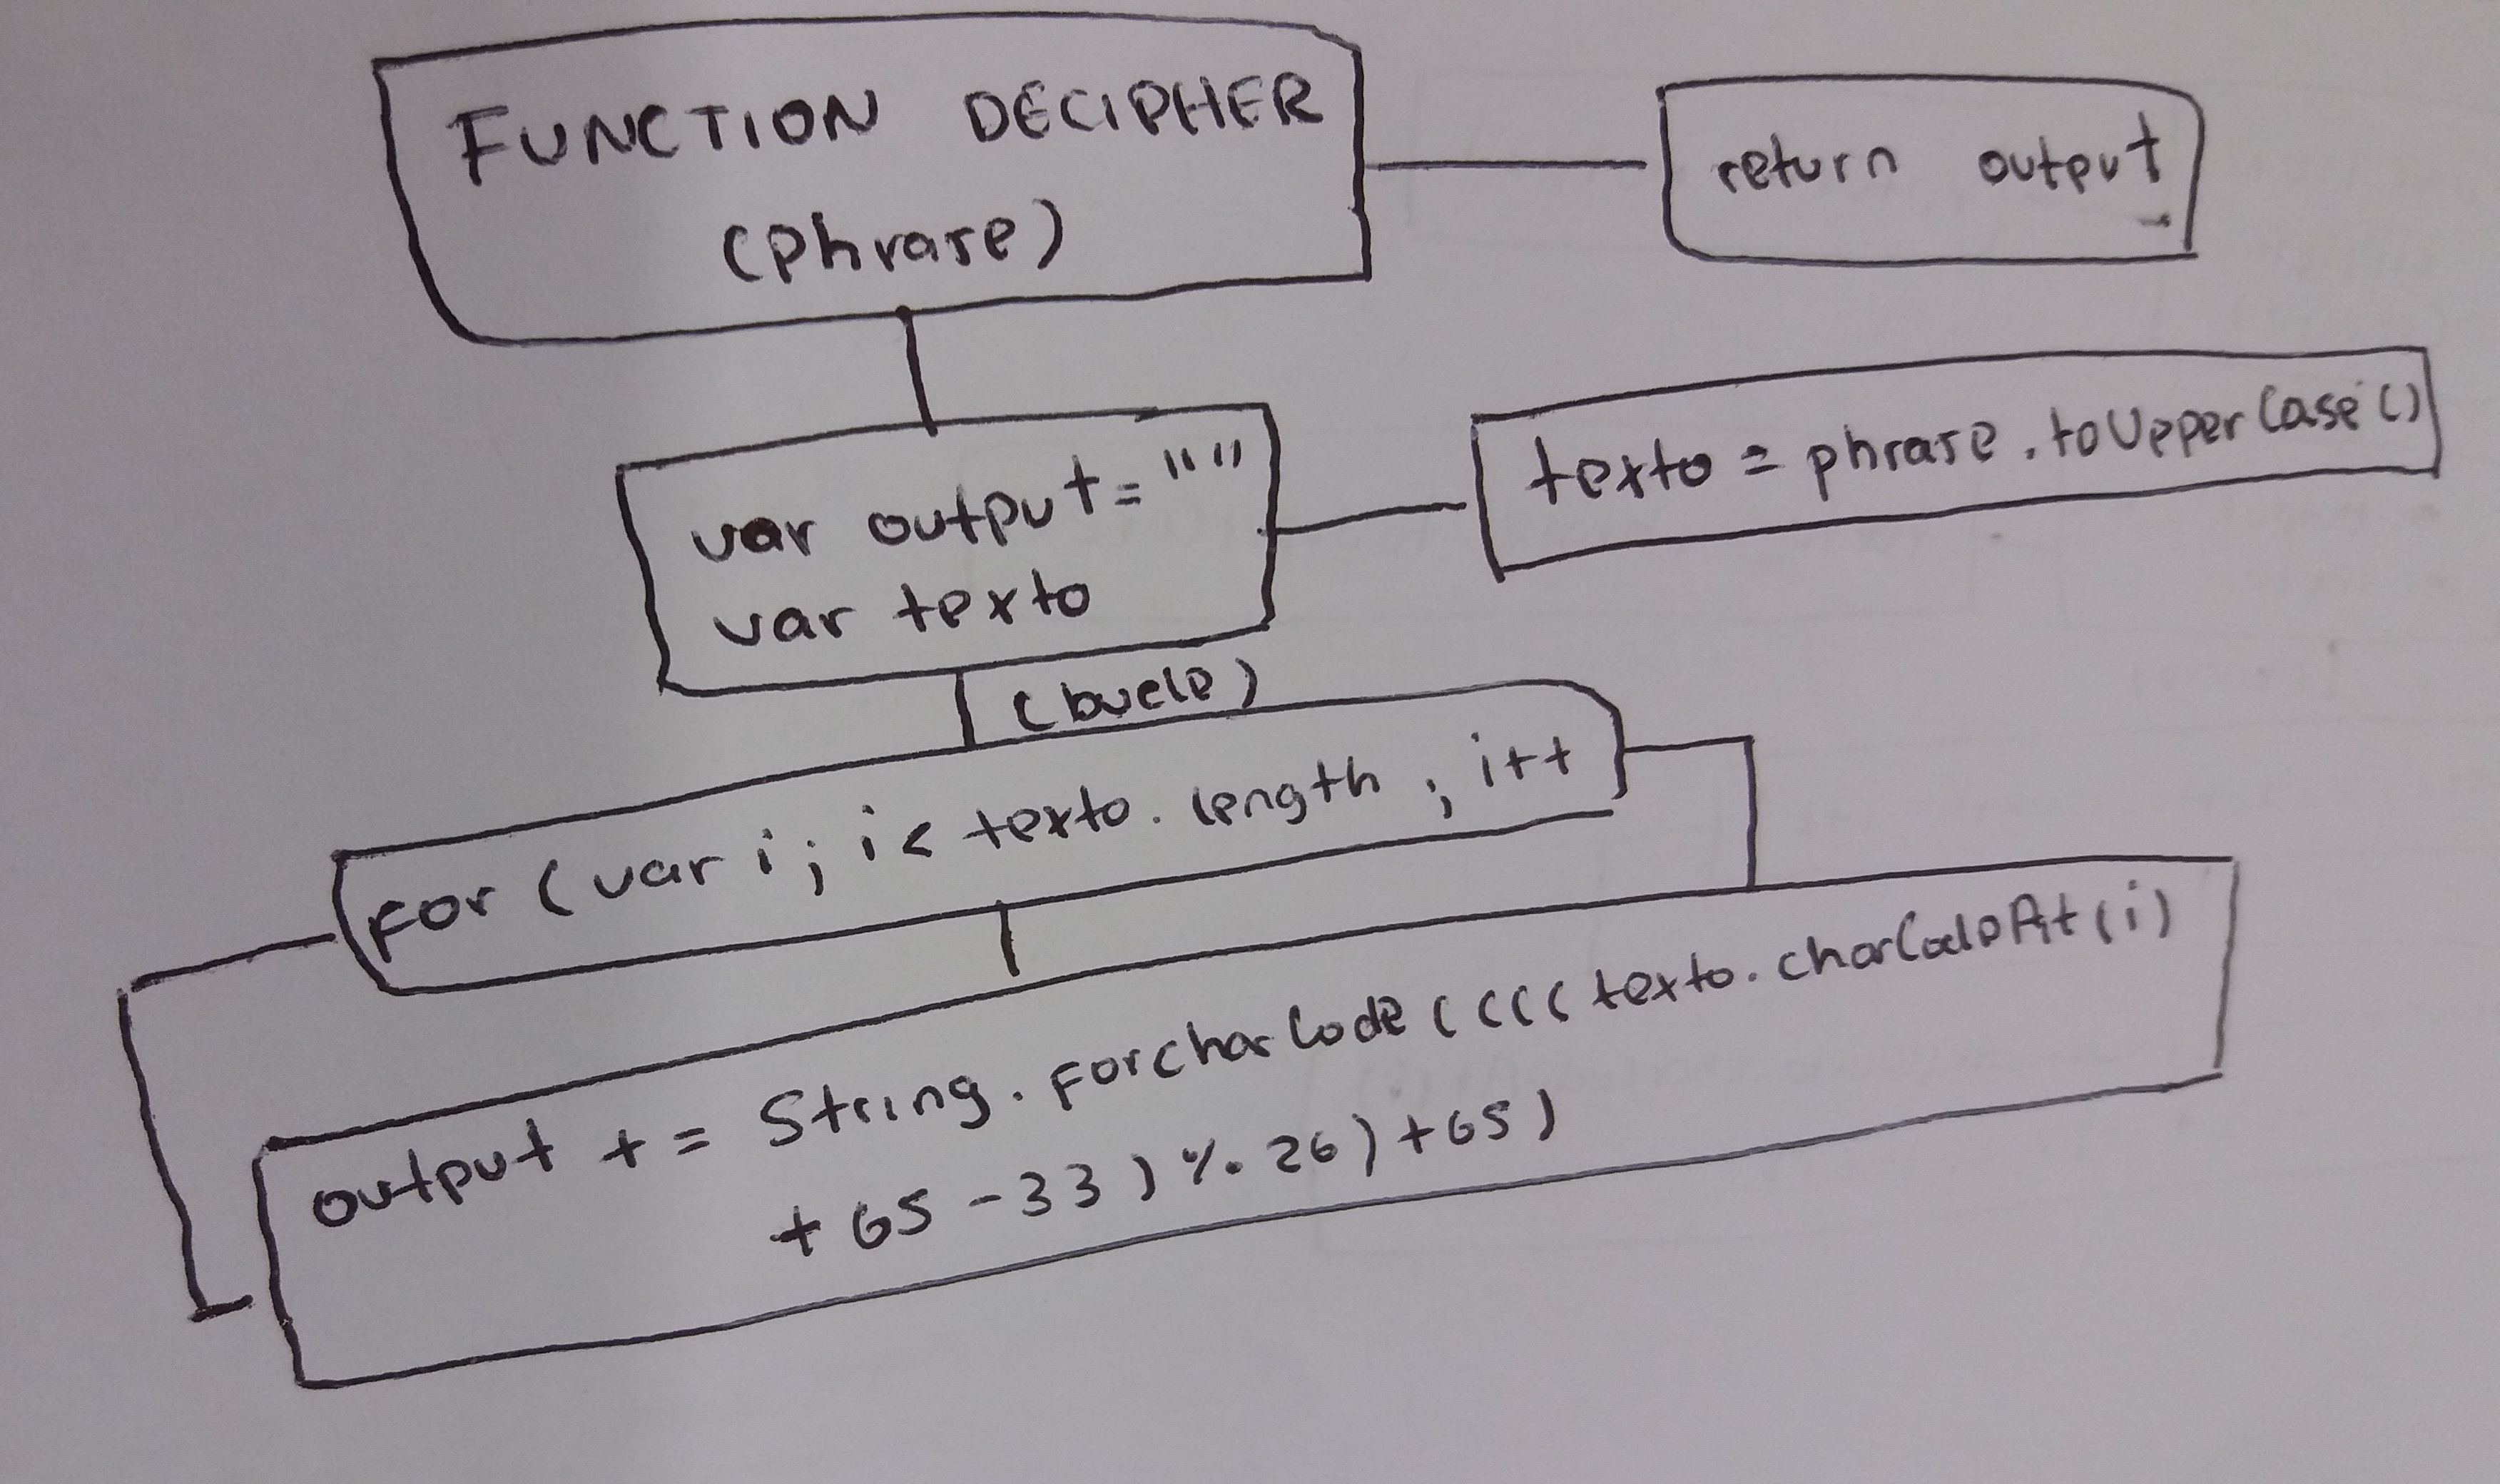 FUNCTION DECIPHER
(phrase)
return output
var output = ""
var texto
texto = phrase.toUpperCase()
(bucle)
for (var i; i < texto.length; i++
output += String.ForcharCode((((texto.charCodeAt(i)
+65-33)%26)+65)